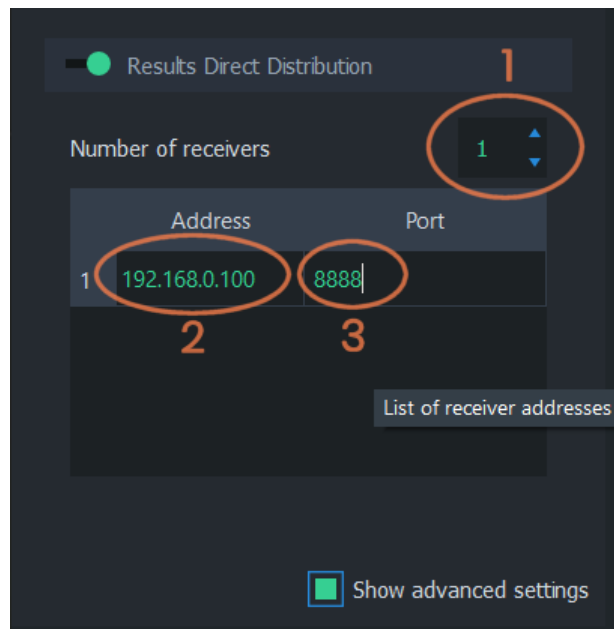 Results Direct Distribution
1
Number of receivers
1
Address Port
1 192.168.0.100 8888
2 3
List of receiver addresses
Show advanced settings